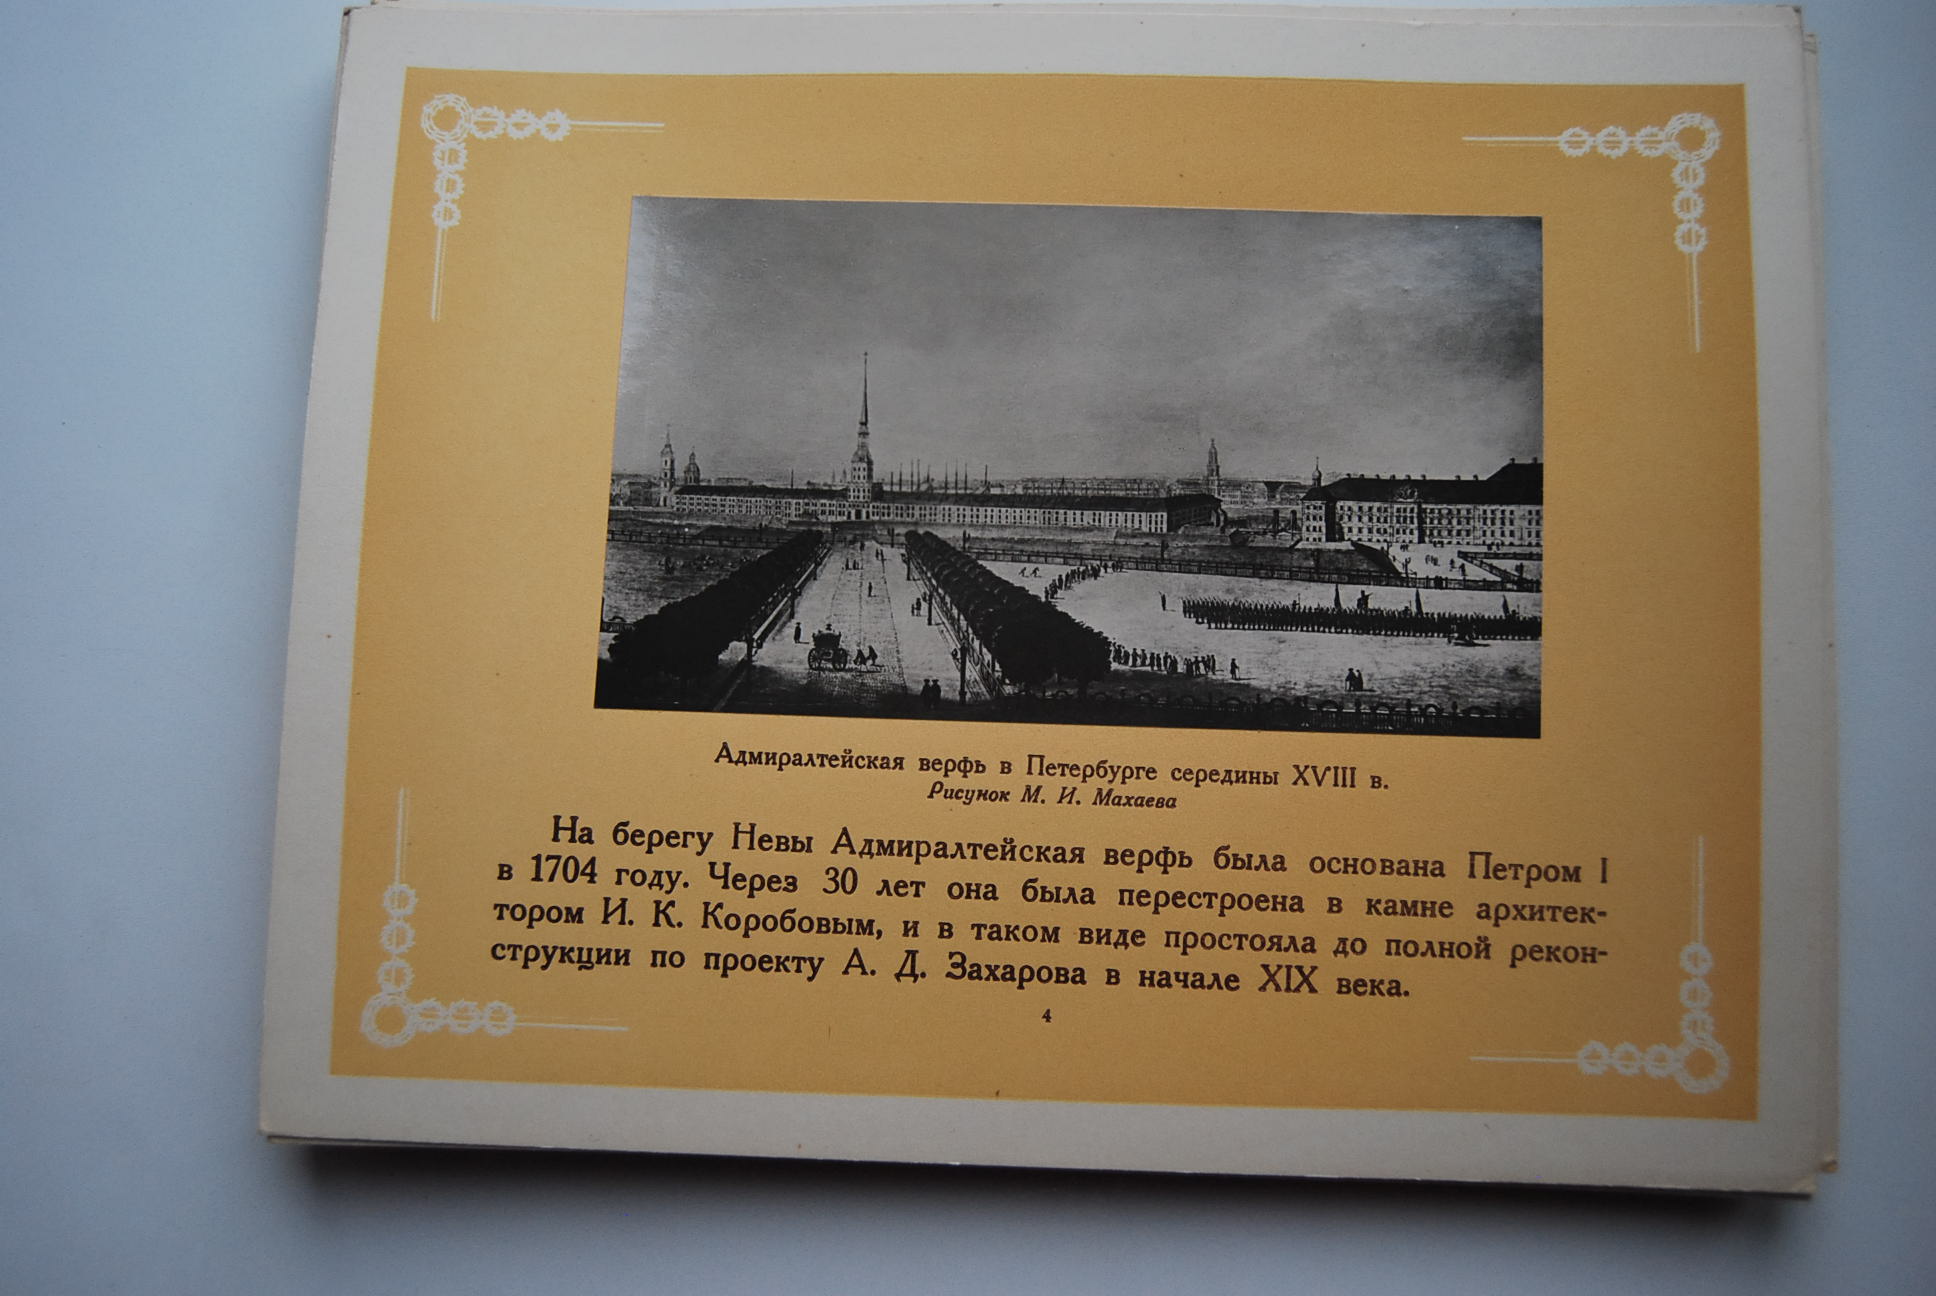 Адмиралтейская верфь в Петербурге середины XVIII в.
Рисунок М. И. Махаева
На берегу Невы Адмиралтейская верфь была основана Петром I
в 1704 году. Через 30 лет она была перестроена в камне архитек-
тором И. К. Коробовым, и в таком виде простояла до полной рекон-
струкции по проекту А. Д. Захарова в начале XIX века.
4